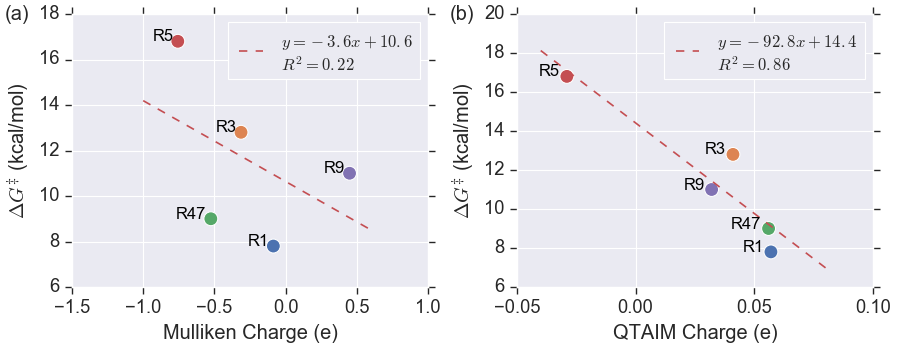 (a)
18
16
14
12
10
8
6
ΔG‡ (kcal/mol)
R5
R3
R9
R47
R1
y = −3.6x + 10.6
R² = 0.22
−1.5
−1.0
−0.5
0.0
0.5
1.0
Mulliken Charge (e)
(b)
20
18
16
14
12
10
8
6
ΔG‡ (kcal/mol)
R5
R3
R9
R47
R1
y = −92.8x + 14.4
R² = 0.86
−0.05
0.00
0.05
0.10
QTAIM Charge (e)